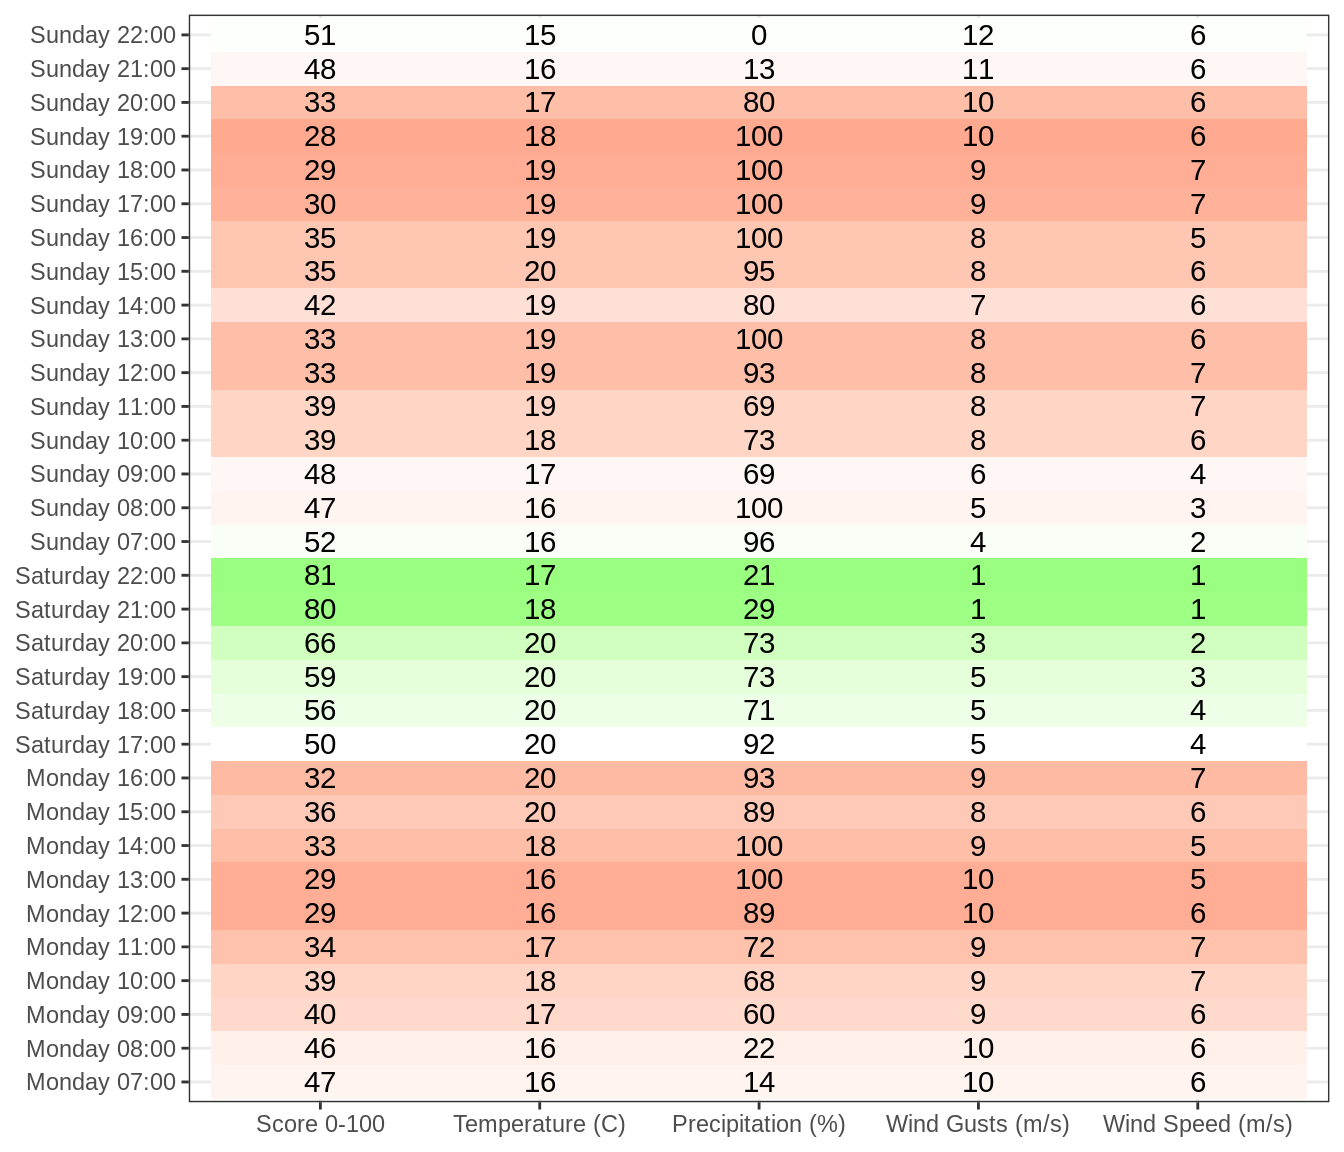 Sunday 22:00 51 15 0 12 6
Sunday 21:00 48 16 13 11 6
Sunday 20:00 33 17 80 10 6
Sunday 19:00 28 18 100 10 6
Sunday 18:00 29 19 100 9 7
Sunday 17:00 30 19 100 9 7
Sunday 16:00 35 19 100 8 5
Sunday 15:00 35 20 95 8 6
Sunday 14:00 42 19 80 7 6
Sunday 13:00 33 19 100 8 6
Sunday 12:00 33 19 93 8 7
Sunday 11:00 39 19 69 8 7
Sunday 10:00 39 18 73 8 6
Sunday 09:00 48 17 69 6 4
Sunday 08:00 47 16 100 5 3
Sunday 07:00 52 16 96 4 2
Saturday 22:00 81 17 21 1 1
Saturday 21:00 80 18 29 1 1
Saturday 20:00 66 20 73 3 2
Saturday 19:00 59 20 73 5 3
Saturday 18:00 56 20 71 5 4
Saturday 17:00 50 20 92 5 4
Monday 16:00 32 20 93 9 7
Monday 15:00 36 20 89 8 6
Monday 14:00 33 18 100 9 5
Monday 13:00 29 16 100 10 5
Monday 12:00 29 16 89 10 6
Monday 11:00 34 17 72 9 7
Monday 10:00 39 18 68 9 7
Monday 09:00 40 17 60 9 6
Monday 08:00 46 16 22 10 6
Monday 07:00 47 16 14 10 6
Score 0-100 Temperature (C) Precipitation (%) Wind Gusts (m/s) Wind Speed (m/s)